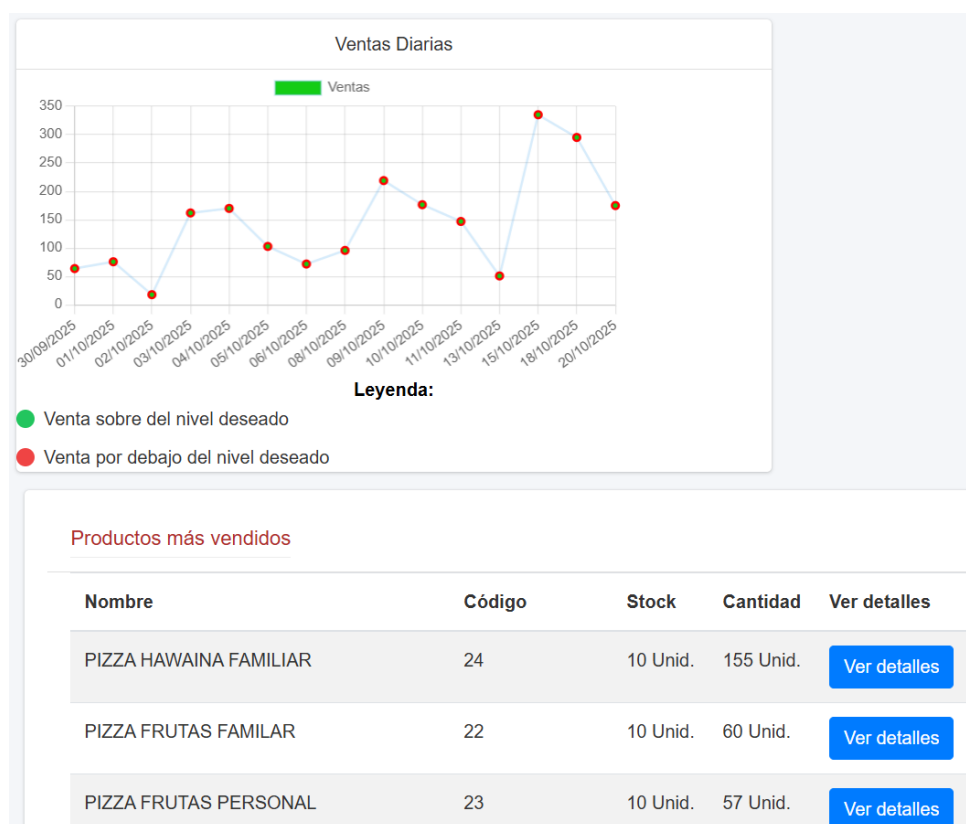 Ventas Diarias
Ventas
350
300
250
200
150
100
50
0
30/09/2025 01/10/2025 02/10/2025 03/10/2025 04/10/2025 05/10/2025 06/10/2025 08/10/2025 09/10/2025 10/10/2025 11/10/2025 13/10/2025 15/10/2025 18/10/2025 20/10/2025
Leyenda:
Venta sobre del nivel deseado
Venta por debajo del nivel deseado
Productos más vendidos
Nombre Código Stock Cantidad Ver detalles
PIZZA HAWAINA FAMILIAR 24 10 Unid. 155 Unid. Ver detalles
PIZZA FRUTAS FAMILAR 22 10 Unid. 60 Unid. Ver detalles
PIZZA FRUTAS PERSONAL 23 10 Unid. 57 Unid. Ver detalles